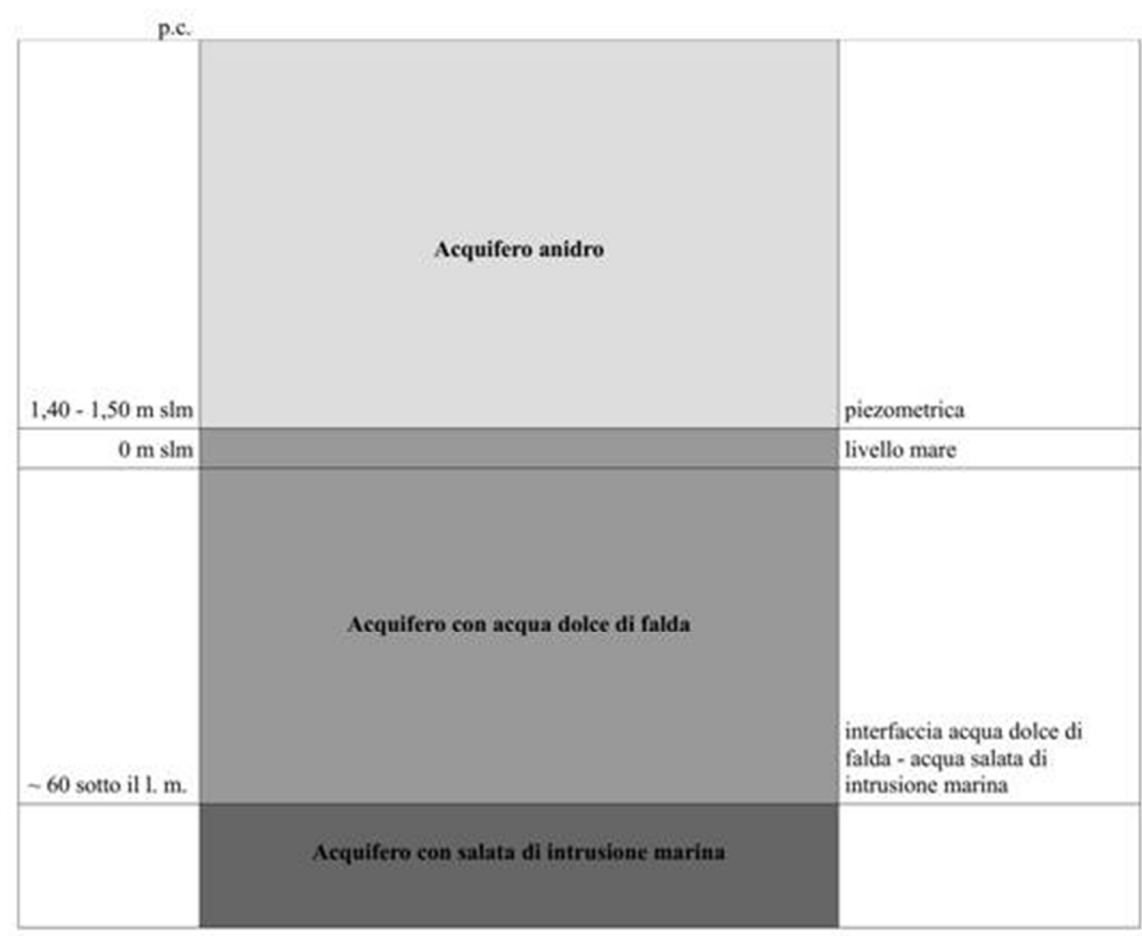 p.c.
Acquifero anidro
1,40 - 1,50 m slm
piezometrica
0 m slm
livello mare
Acquifero con acqua dolce di falda
interfaccia acqua dolce di
falda - acqua salata di
intrusione marina
~ 60 sotto il l. m.
Acquifero con salata di intrusione marina